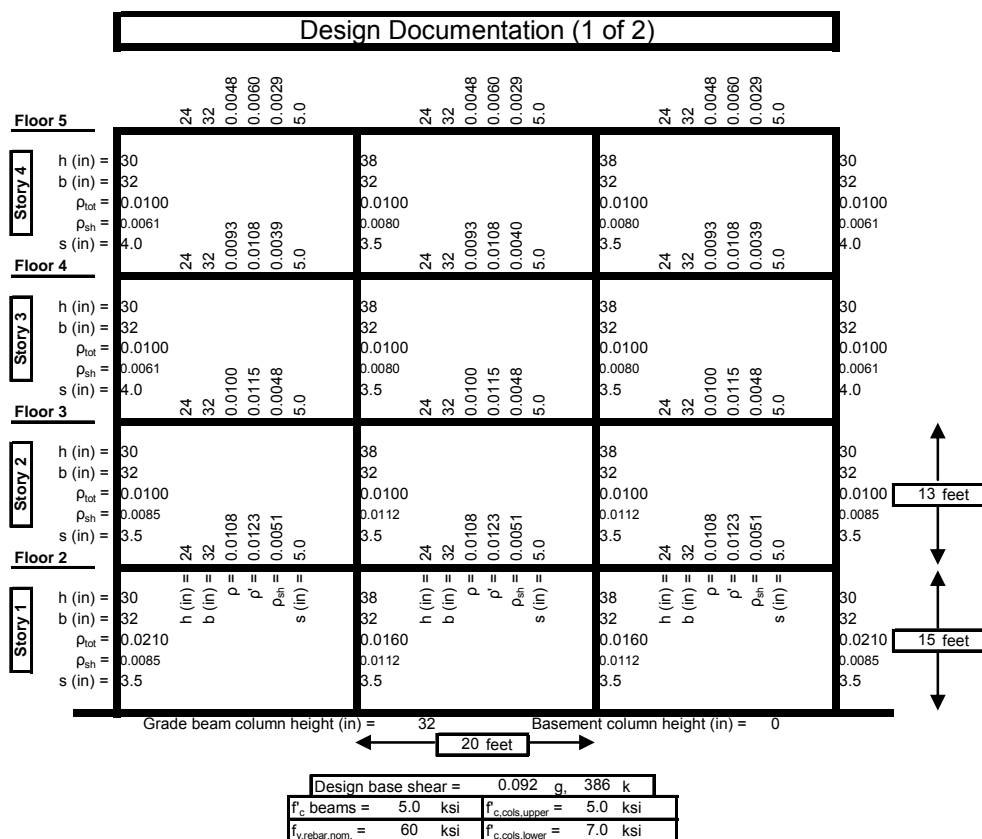 Design Documentation (1 of 2)
24 32 0.0048 0.0060 0.0029 5.0 24 32 0.0048 0.0060 0.0029 5.0 24 32 0.0048 0.0060 0.0029 5.0
Floor 5
Story 4
h (in) = 30 38 38 30
b (in) = 32 32 32 32
ρtot = 0.0100 0.0100 0.0100 0.0100
ρsh = 0.0061 0.0080 0.0080 0.0061
s (in) = 4.0 3.5 3.5 4.0
24 32 0.0093 0.0108 0.0039 5.0 24 32 0.0093 0.0108 0.0040 5.0 24 32 0.0093 0.0108 0.0039 5.0
Floor 4
Story 3
h (in) = 30 38 38 30
b (in) = 32 32 32 32
ρtot = 0.0100 0.0100 0.0100 0.0100
ρsh = 0.0061 0.0080 0.0080 0.0061
s (in) = 4.0 3.5 3.5 4.0
24 32 0.0100 0.0115 0.0048 5.0 24 32 0.0100 0.0115 0.0048 5.0 24 32 0.0100 0.0115 0.0048 5.0
Floor 3
Story 2
h (in) = 30 38 38 30
b (in) = 32 32 32 32
ρtot = 0.0100 0.0100 0.0100 0.0100
13 feet
ρsh = 0.0085 0.0112 0.0112 0.0085
s (in) = 3.5 3.5 3.5 3.5
h (in) = 24 b (in) = 32 ρ = 0.0108 ρ' = 0.0123 ρsh = 0.0051 s (in) = 5.0 h (in) = 24 b (in) = 32 ρ = 0.0108 ρ' = 0.0123 ρsh = 0.0051 s (in) = 5.0 h (in) = 24 b (in) = 32 ρ = 0.0108 ρ' = 0.0123 ρsh = 0.0051 s (in) = 5.0
Floor 2
Story 1
h (in) = 30 38 38 30
b (in) = 32 32 32 32
ρtot = 0.0210 0.0160 0.0160 0.0210
15 feet
ρsh = 0.0085 0.0112 0.0112 0.0085
s (in) = 3.5 3.5 3.5 3.5
Grade beam column height (in) = 32 Basement column height (in) = 0
20 feet
Design base shear = 0.092 g, 386 k
f'c beams = 5.0 ksi f'c,cols,upper = 5.0 ksi
fy,rebar,nom. = 60 ksi f'c,cols,lower = 7.0 ksi